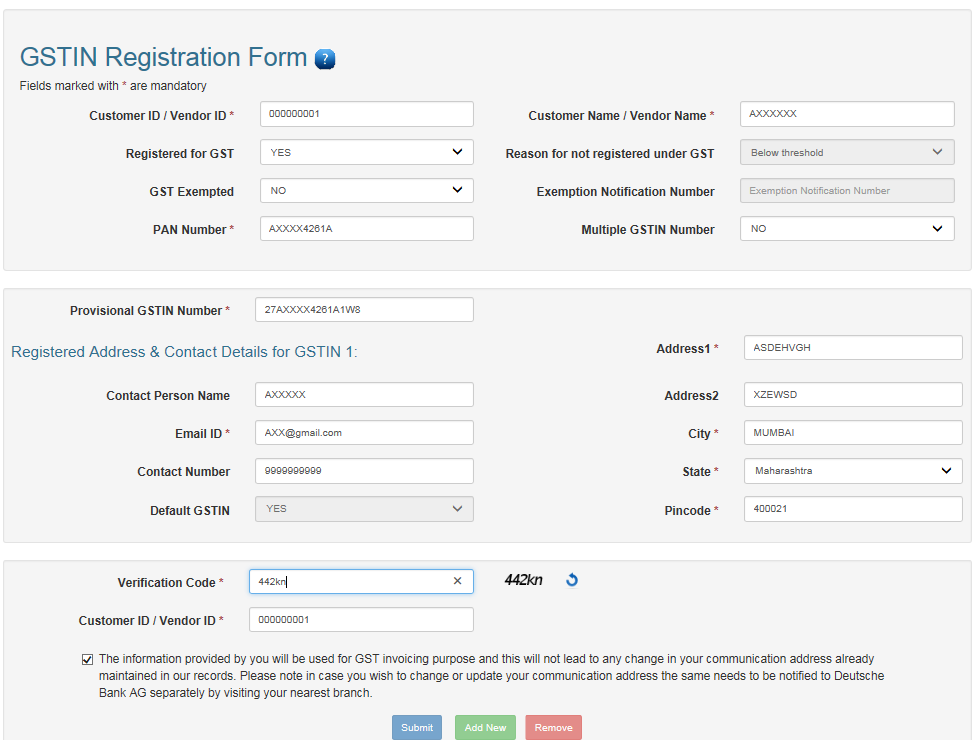 GSTIN Registration Form ?
Fields marked with * are mandatory
Customer ID / Vendor ID * 000000001 Customer Name / Vendor Name * AXXXXXX
Registered for GST YES Reason for not registered under GST Below threshold
GST Exempted NO Exemption Notification Number Exemption Notification Number
PAN Number * AXXXX4261A Multiple GSTIN Number NO
Provisional GSTIN Number * 27AXXXX4261A1W8
Registered Address & Contact Details for GSTIN 1: Address1 * ASDEHVGH
Contact Person Name AXXXXX Address2 XZEWSD
Email ID * AXX@gmail.com City * MUMBAI
Contact Number 9999999999 State * Maharashtra
Default GSTIN YES Pincode * 400021
Verification Code * 442kn 442kn
Customer ID / Vendor ID * 000000001
The information provided by you will be used for GST invoicing purpose and this will not lead to any change in your communication address already
maintained in our records. Please note in case you wish to change or update your communication address the same needs to be notified to Deutsche
Bank AG separately by visiting your nearest branch.
Submit Add New Remove